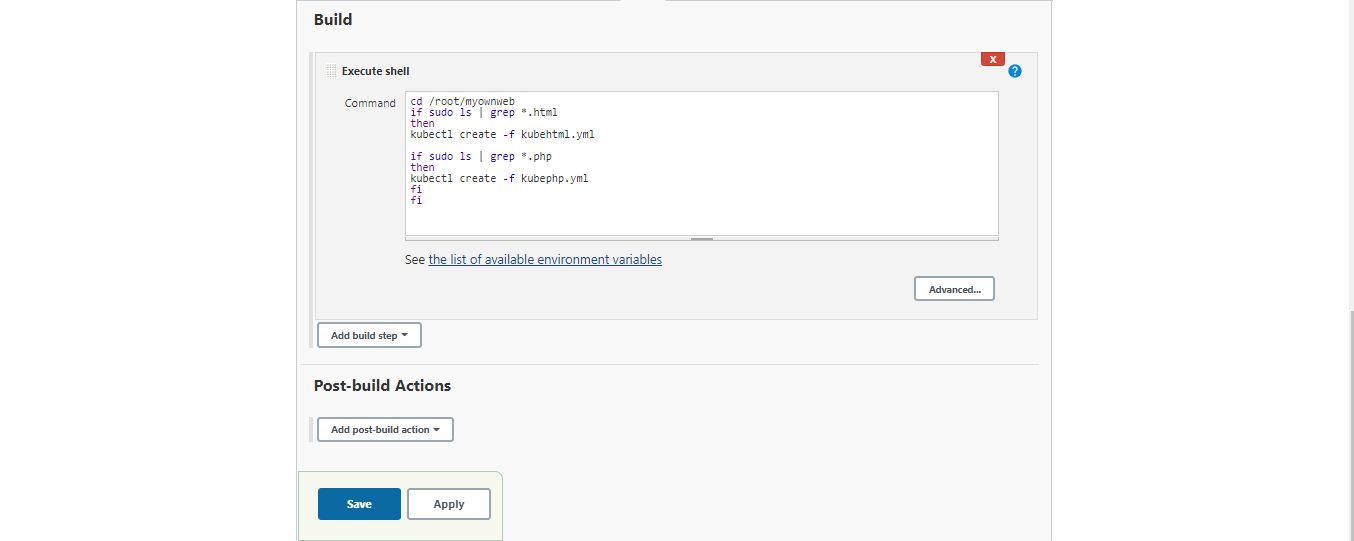 Build
X
Execute shell
?
Command
cd /root/myownweb
if sudo ls | grep *.html
then
kubectl create -f kubehtml.yml
if sudo ls | grep *.php
then
kubectl create -f kubephp.yml
fi
fi
See the list of available environment variables
Advanced...
Add build step
Post-build Actions
Add post-build action
Save Apply